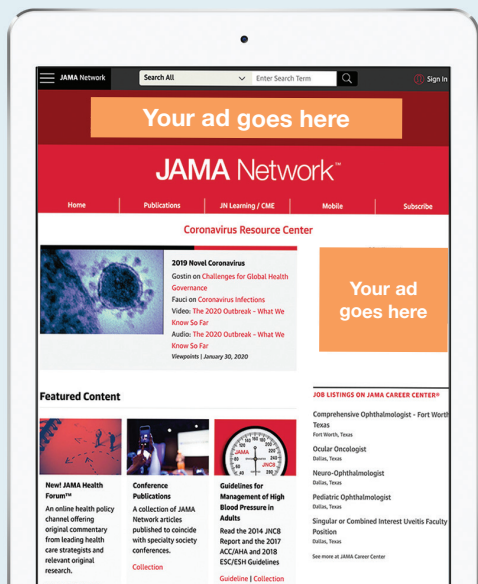 JAMA Network
Search All
Enter Search Term
Sign In
Your ad goes here
JAMA Network™
Home
Publications
JN Learning / CME
Mobile
Subscribe
Coronavirus Resource Center
2019 Novel Coronavirus
Gostin on Challenges for Global Health
Governance
Fauci on Coronavirus Infections
Video: The 2020 Outbreak – What We
Know So Far
Audio: The 2020 Outbreak – What We
Know So Far
Viewpoints | January 30, 2020
Your ad
goes here
Featured Content
New! JAMA Health
Forum™
An online health policy
channel offering
original commentary
from leading health
care strategists and
relevant original
research.
Conference
Publications
A collection of JAMA
Network articles
published to coincide
with specialty society
conferences.
Collection
JAMA
JNC8
Guidelines for
Management of High
Blood Pressure in
Adults
Read the 2014 JNC8
Report and the 2017
ACC/AHA and 2018
ESC/ESH Guidelines
Guideline | Collection
JOB LISTINGS ON JAMA CAREER CENTER®
Comprehensive Ophthalmologist - Fort Worth
Texas
Fort Worth, Texas
Ocular Oncologist
Dallas, Texas
Neuro-Ophthalmologist
Dallas, Texas
Pediatric Ophthalmologist
Dallas, Texas
Singular or Combined Interest Uveitis Faculty
Position
Dallas, Texas
See more at JAMA Career Center